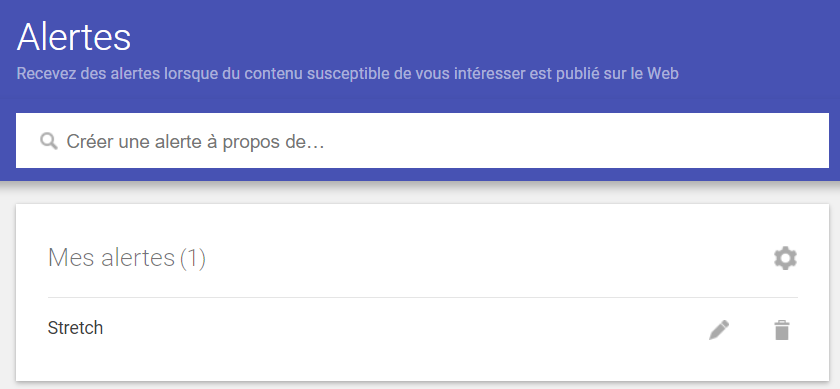 Alertes
Recevez des alertes lorsque du contenu susceptible de vous intéresser est publié sur le Web
Créer une alerte à propos de…
Mes alertes (1)
Stretch